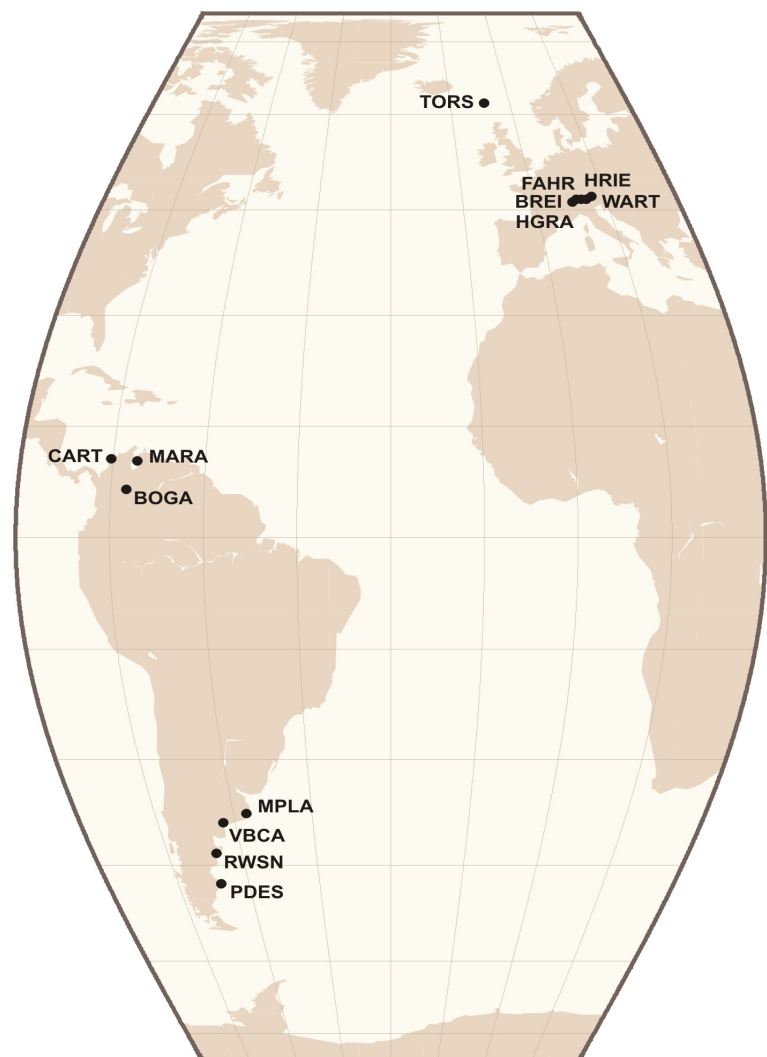 TORS
FAHR HRIE
BREI WART
HGRA
CART MARA
BOGA
MPLA
VBCA
RWSN
PDES